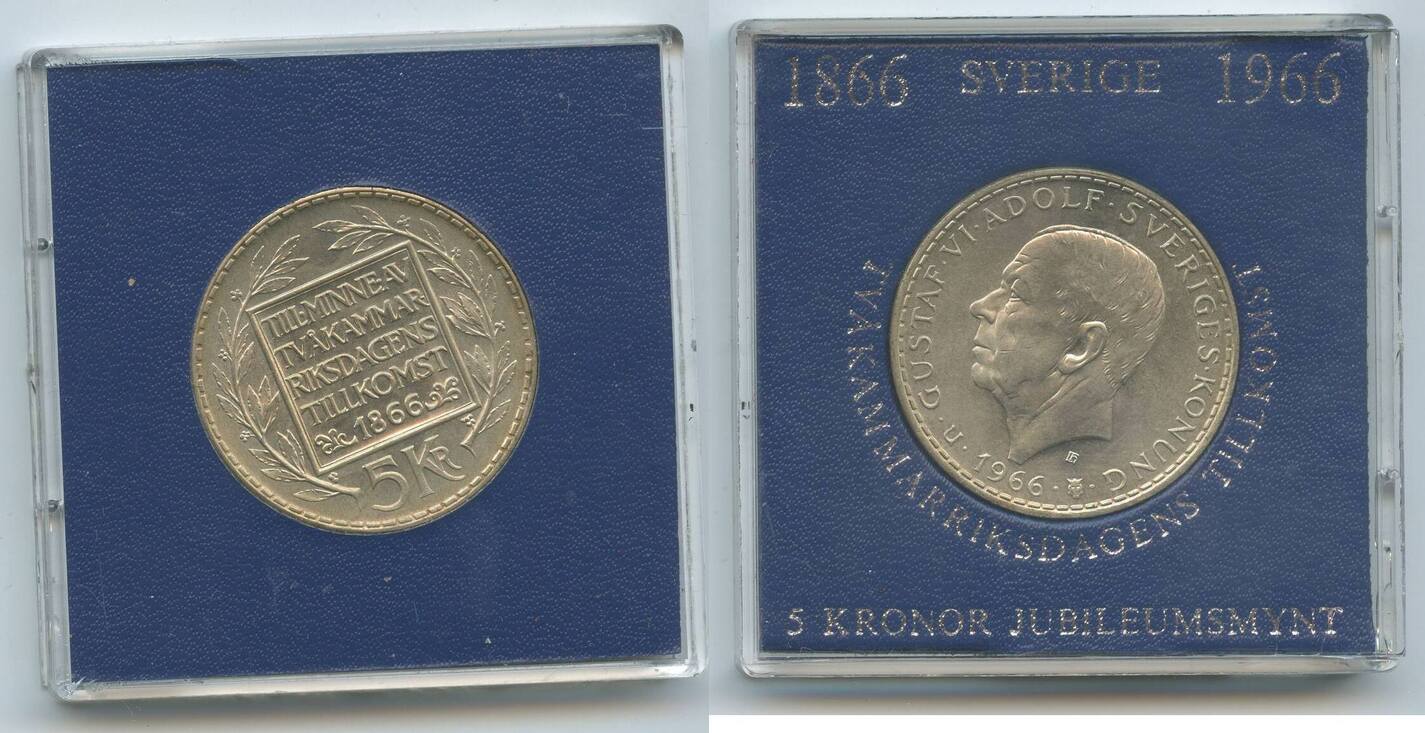 TILL·MINNE·AV
TVÅKAMMAR
RIKSDAGENS
TILLKOMST
1866
5 KR
1866 SVERIGE 1966
U · GUSTAF · VI · ADOLF · SVERIGES · KONUNG ·
· 1966 ·
TVÅKAMMARRIKSDAGENS TILLKOMST
5 KRONOR JUBILEUMSMYNT